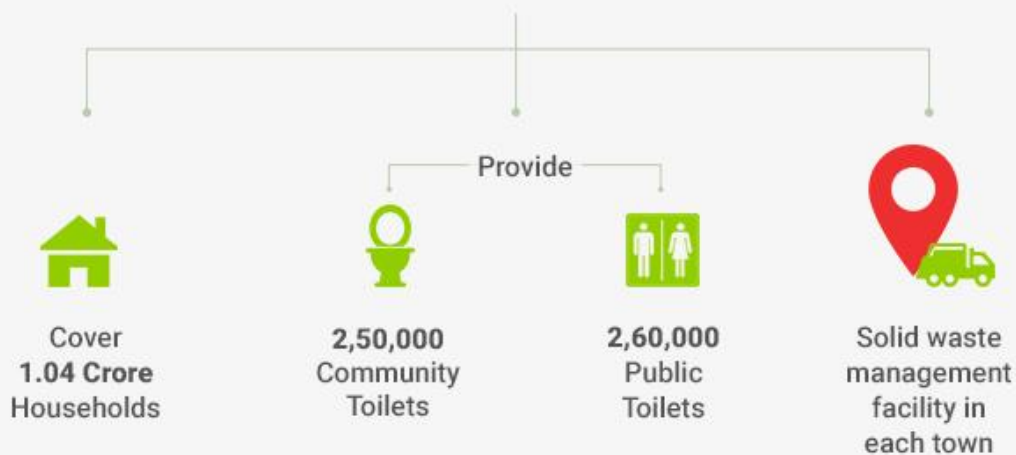 Provide
Cover
1.04 Crore
Households
2,50,000
Community
Toilets
2,60,000
Public
Toilets
Solid waste
management
facility in
each town